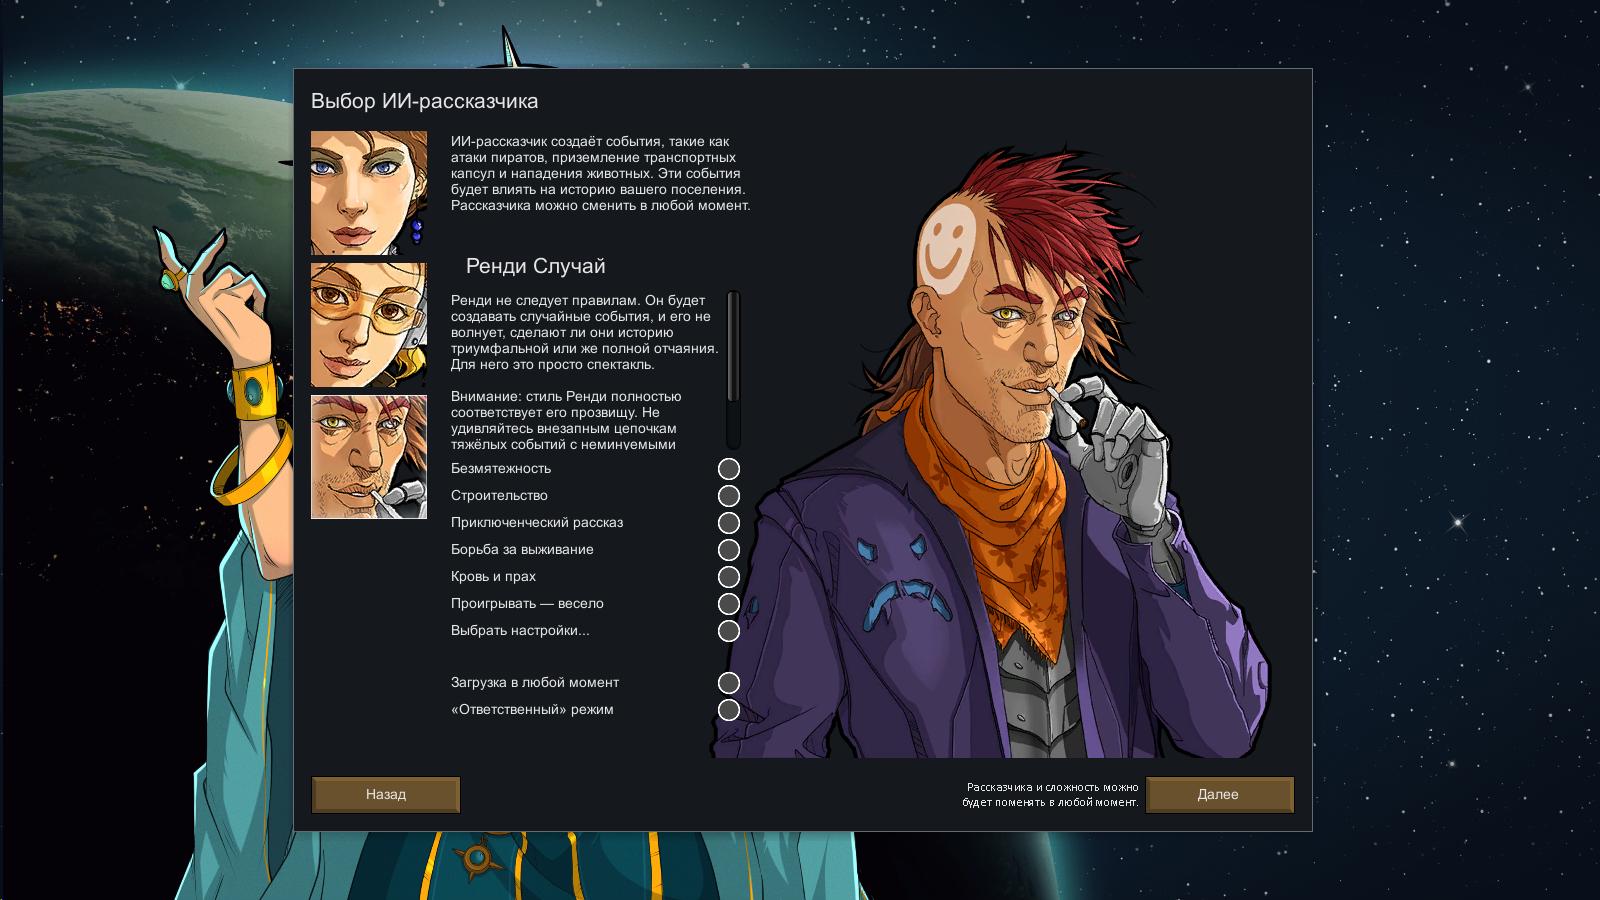 Выбор ИИ-рассказчика
ИИ-рассказчик создаёт события, такие как
атаки пиратов, приземление транспортных
капсул и нападения животных. Эти события
будет влиять на историю вашего поселения.
Рассказчика можно сменить в любой момент.
Ренди Случай
Ренди не следует правилам. Он будет
создавать случайные события, и его не
волнует, сделают ли они историю
триумфальной или же полной отчаяния.
Для него это просто спектакль.
Внимание: стиль Ренди полностью
соответствует его прозвищу. Не
удивляйтесь внезапным цепочкам
тяжёлых событий с неминуемыми
Безмятежность
Строительство
Приключенческий рассказ
Борьба за выживание
Кровь и прах
Проигрывать — весело
Выбрать настройки...
Загрузка в любой момент
«Ответственный» режим
Назад
Рассказчика и сложность можно
будет поменять в любой момент.
Далее